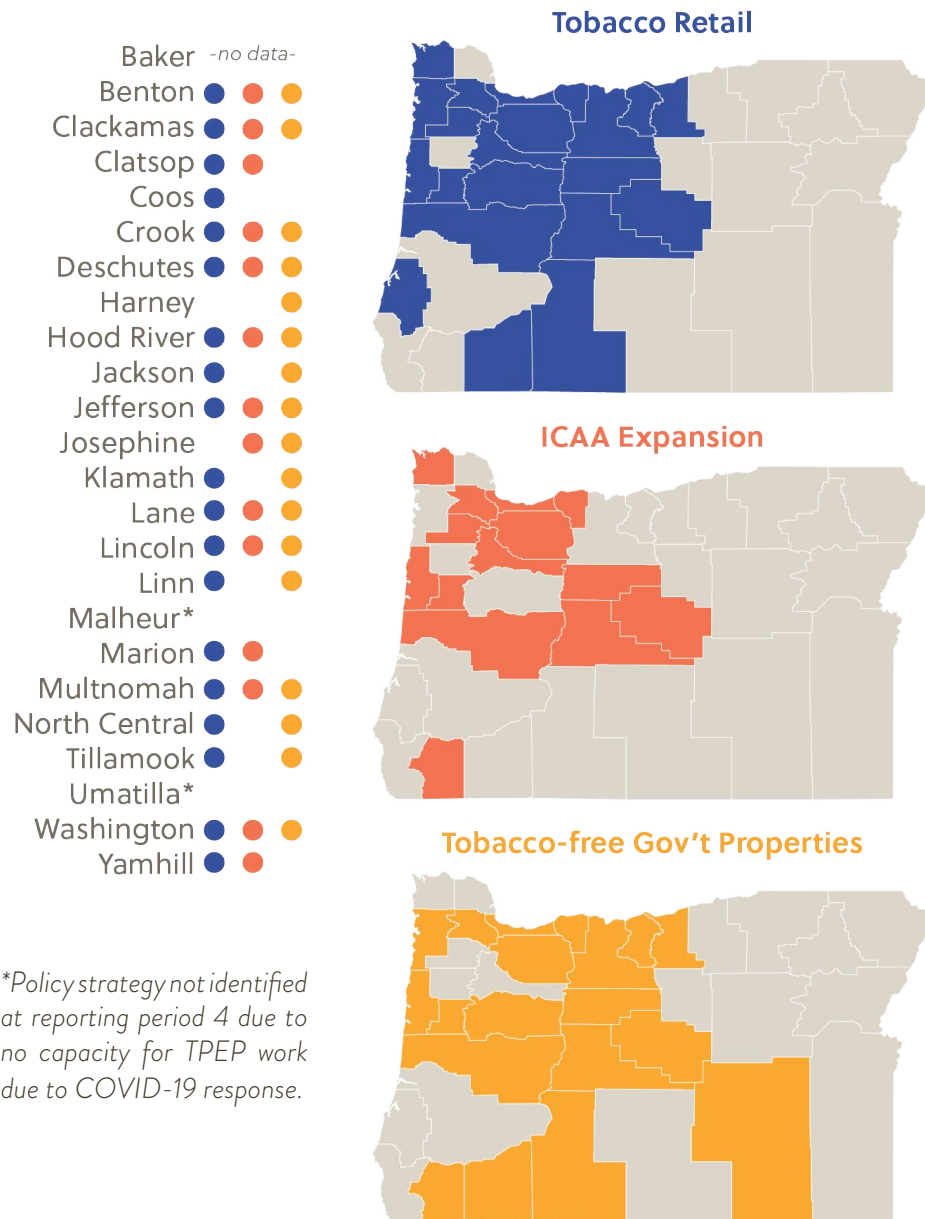 Tobacco Retail
Baker -no data-
Benton
Clackamas
Clatsop
Coos
Crook
Deschutes
Harney
Hood River
Jackson
Jefferson
Josephine
Klamath
Lane
Lincoln
Linn
Malheur*
Marion
Multnomah
North Central
Tillamook
Umatilla*
Washington
Yamhill
*Policy strategy not identified
at reporting period 4 due to
no capacity for TPEP work
due to COVID-19 response.
ICAA Expansion
Tobacco-free Gov't Properties